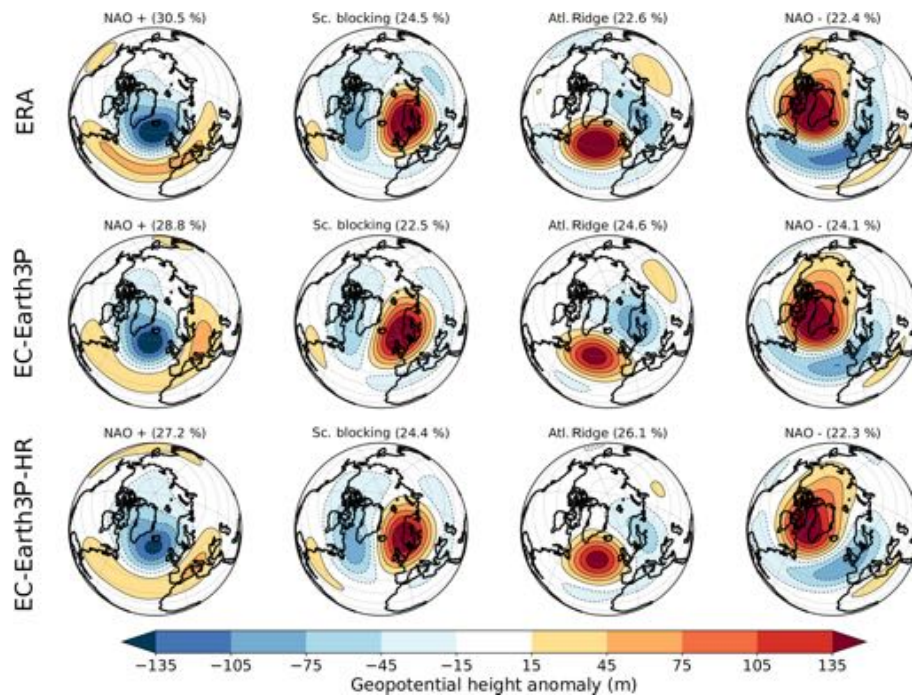 NAO + (30.5 %) Sc. blocking (24.5 %) Atl. Ridge (22.6 %) NAO - (22.4 %)
ERA
NAO + (28.8 %) Sc. blocking (22.5 %) Atl. Ridge (24.6 %) NAO - (24.1 %)
EC-Earth3P
NAO + (27.2 %) Sc. blocking (24.4 %) Atl. Ridge (26.1 %) NAO - (22.3 %)
EC-Earth3P-HR
−135 −105 −75 −45 −15 15 45 75 105 135
Geopotential height anomaly (m)